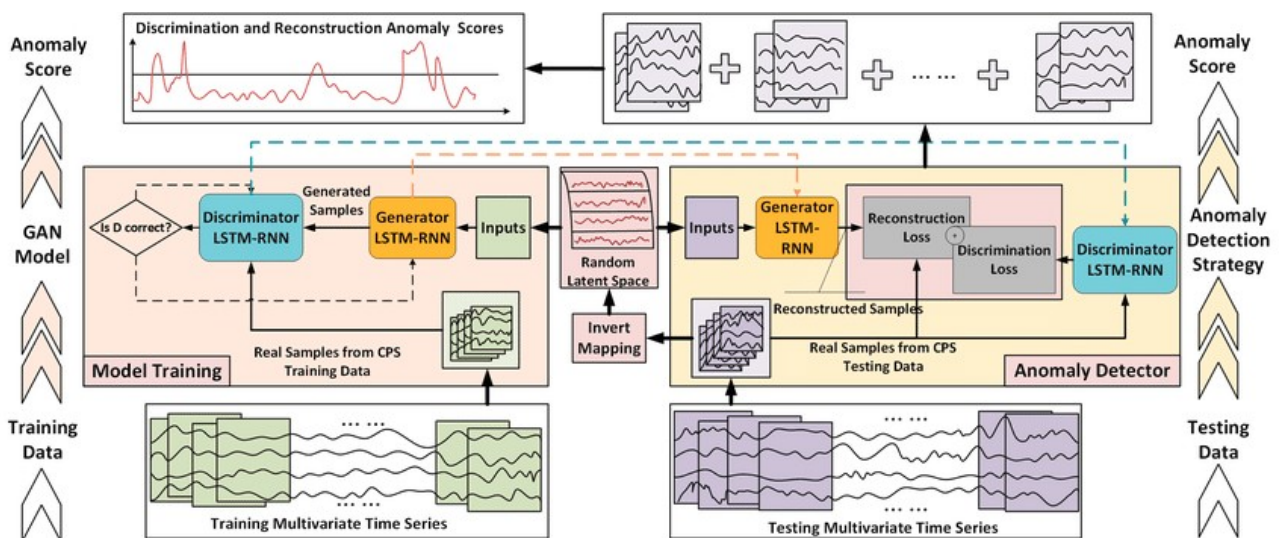 Discrimination and Reconstruction Anomaly Scores
Anomaly
Score
... ...
Anomaly
Score
GAN
Model
Is D correct?
Discriminator
LSTM-RNN
Generated
Samples
Generator
LSTM-RNN
Inputs
Random
Latent Space
Inputs
Generator
LSTM-
RNN
Reconstruction
Loss
Discrimination
Loss
Discriminator
LSTM-RNN
Anomaly
Detection
Strategy
Reconstructed Samples
Invert
Mapping
Real Samples from CPS
Training Data
Real Samples from CPS
Testing Data
Model Training
Anomaly Detector
Training
Data
... ...
... ...
Training Multivariate Time Series
... ...
... ...
Testing Multivariate Time Series
Testing
Data